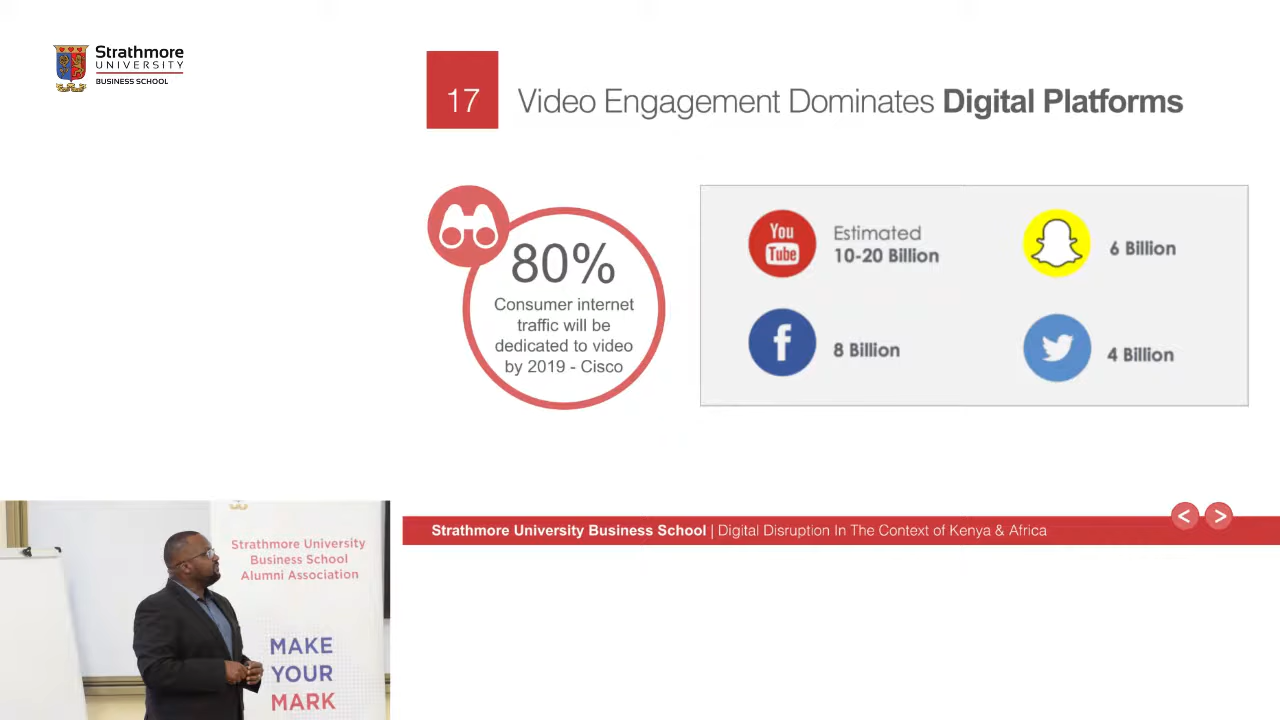 Strathmore
UNIVERSITY
BUSINESS SCHOOL
17
Video Engagement Dominates Digital Platforms
80%
Consumer internet
traffic will be
dedicated to video
by 2019 - Cisco
You
Tube
Estimated
10-20 Billion
6 Billion
f
8 Billion
4 Billion
Strathmore University Business School | Digital Disruption In The Context of Kenya & Africa
< >
Strathmore University
Business School
Alumni Association
MAKE
YOUR
MARK